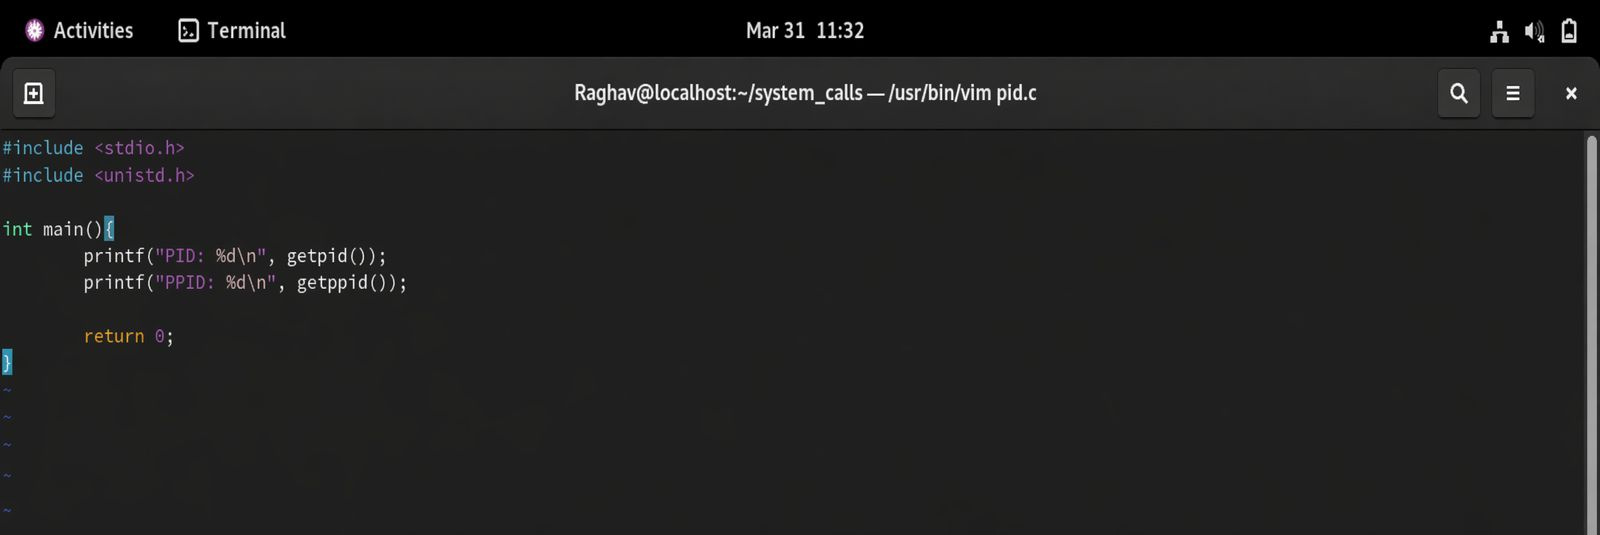 Activities Terminal Mar 31 11:32
Raghav@localhost:~/system_calls — /usr/bin/vim pid.c
#include <stdio.h>
#include <unistd.h>
int main(){
printf("PID: %d\n", getpid());
printf("PPID: %d\n", getppid());
return 0;
}
~
~
~
~
~